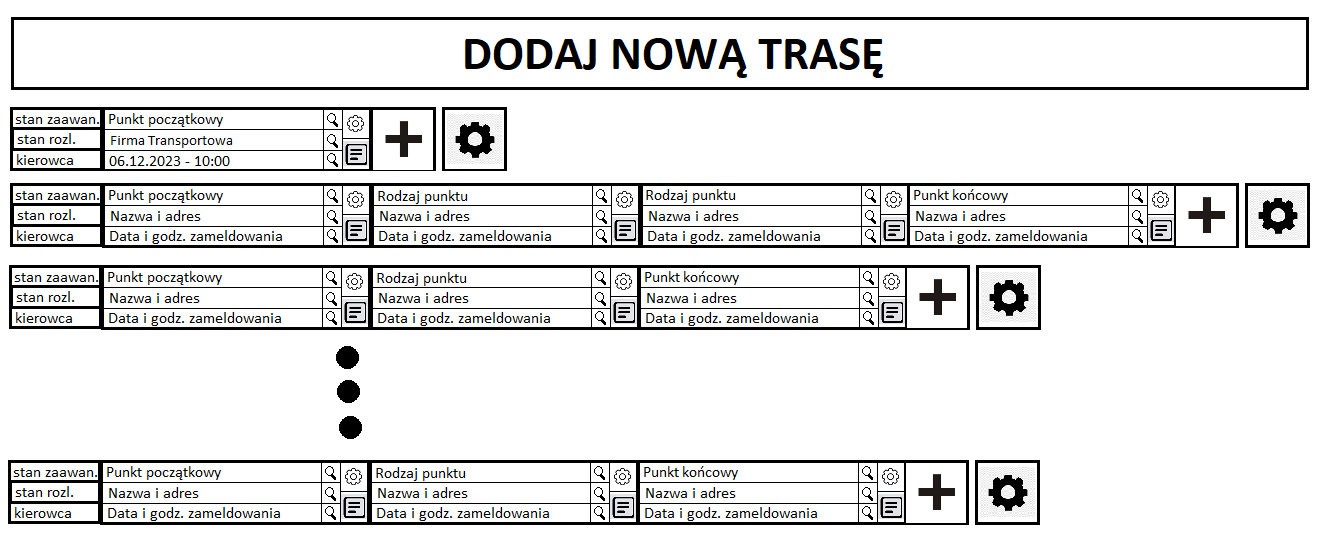 DODAJ NOWĄ TRASĘ
stan zaawan. Punkt początkowy
stan rozl. Firma Transportowa
kierowca 06.12.2023 - 10:00
stan zaawan. Punkt początkowy Rodzaj punktu Rodzaj punktu Punkt końcowy
stan rozl. Nazwa i adres Nazwa i adres Nazwa i adres Nazwa i adres
kierowca Data i godz. zameldowania Data i godz. zameldowania Data i godz. zameldowania Data i godz. zameldowania
stan zaawan. Punkt początkowy Rodzaj punktu Punkt końcowy
stan rozl. Nazwa i adres Nazwa i adres Nazwa i adres
kierowca Data i godz. zameldowania Data i godz. zameldowania Data i godz. zameldowania
stan zaawan. Punkt początkowy Rodzaj punktu Punkt końcowy
stan rozl. Nazwa i adres Nazwa i adres Nazwa i adres
kierowca Data i godz. zameldowania Data i godz. zameldowania Data i godz. zameldowania